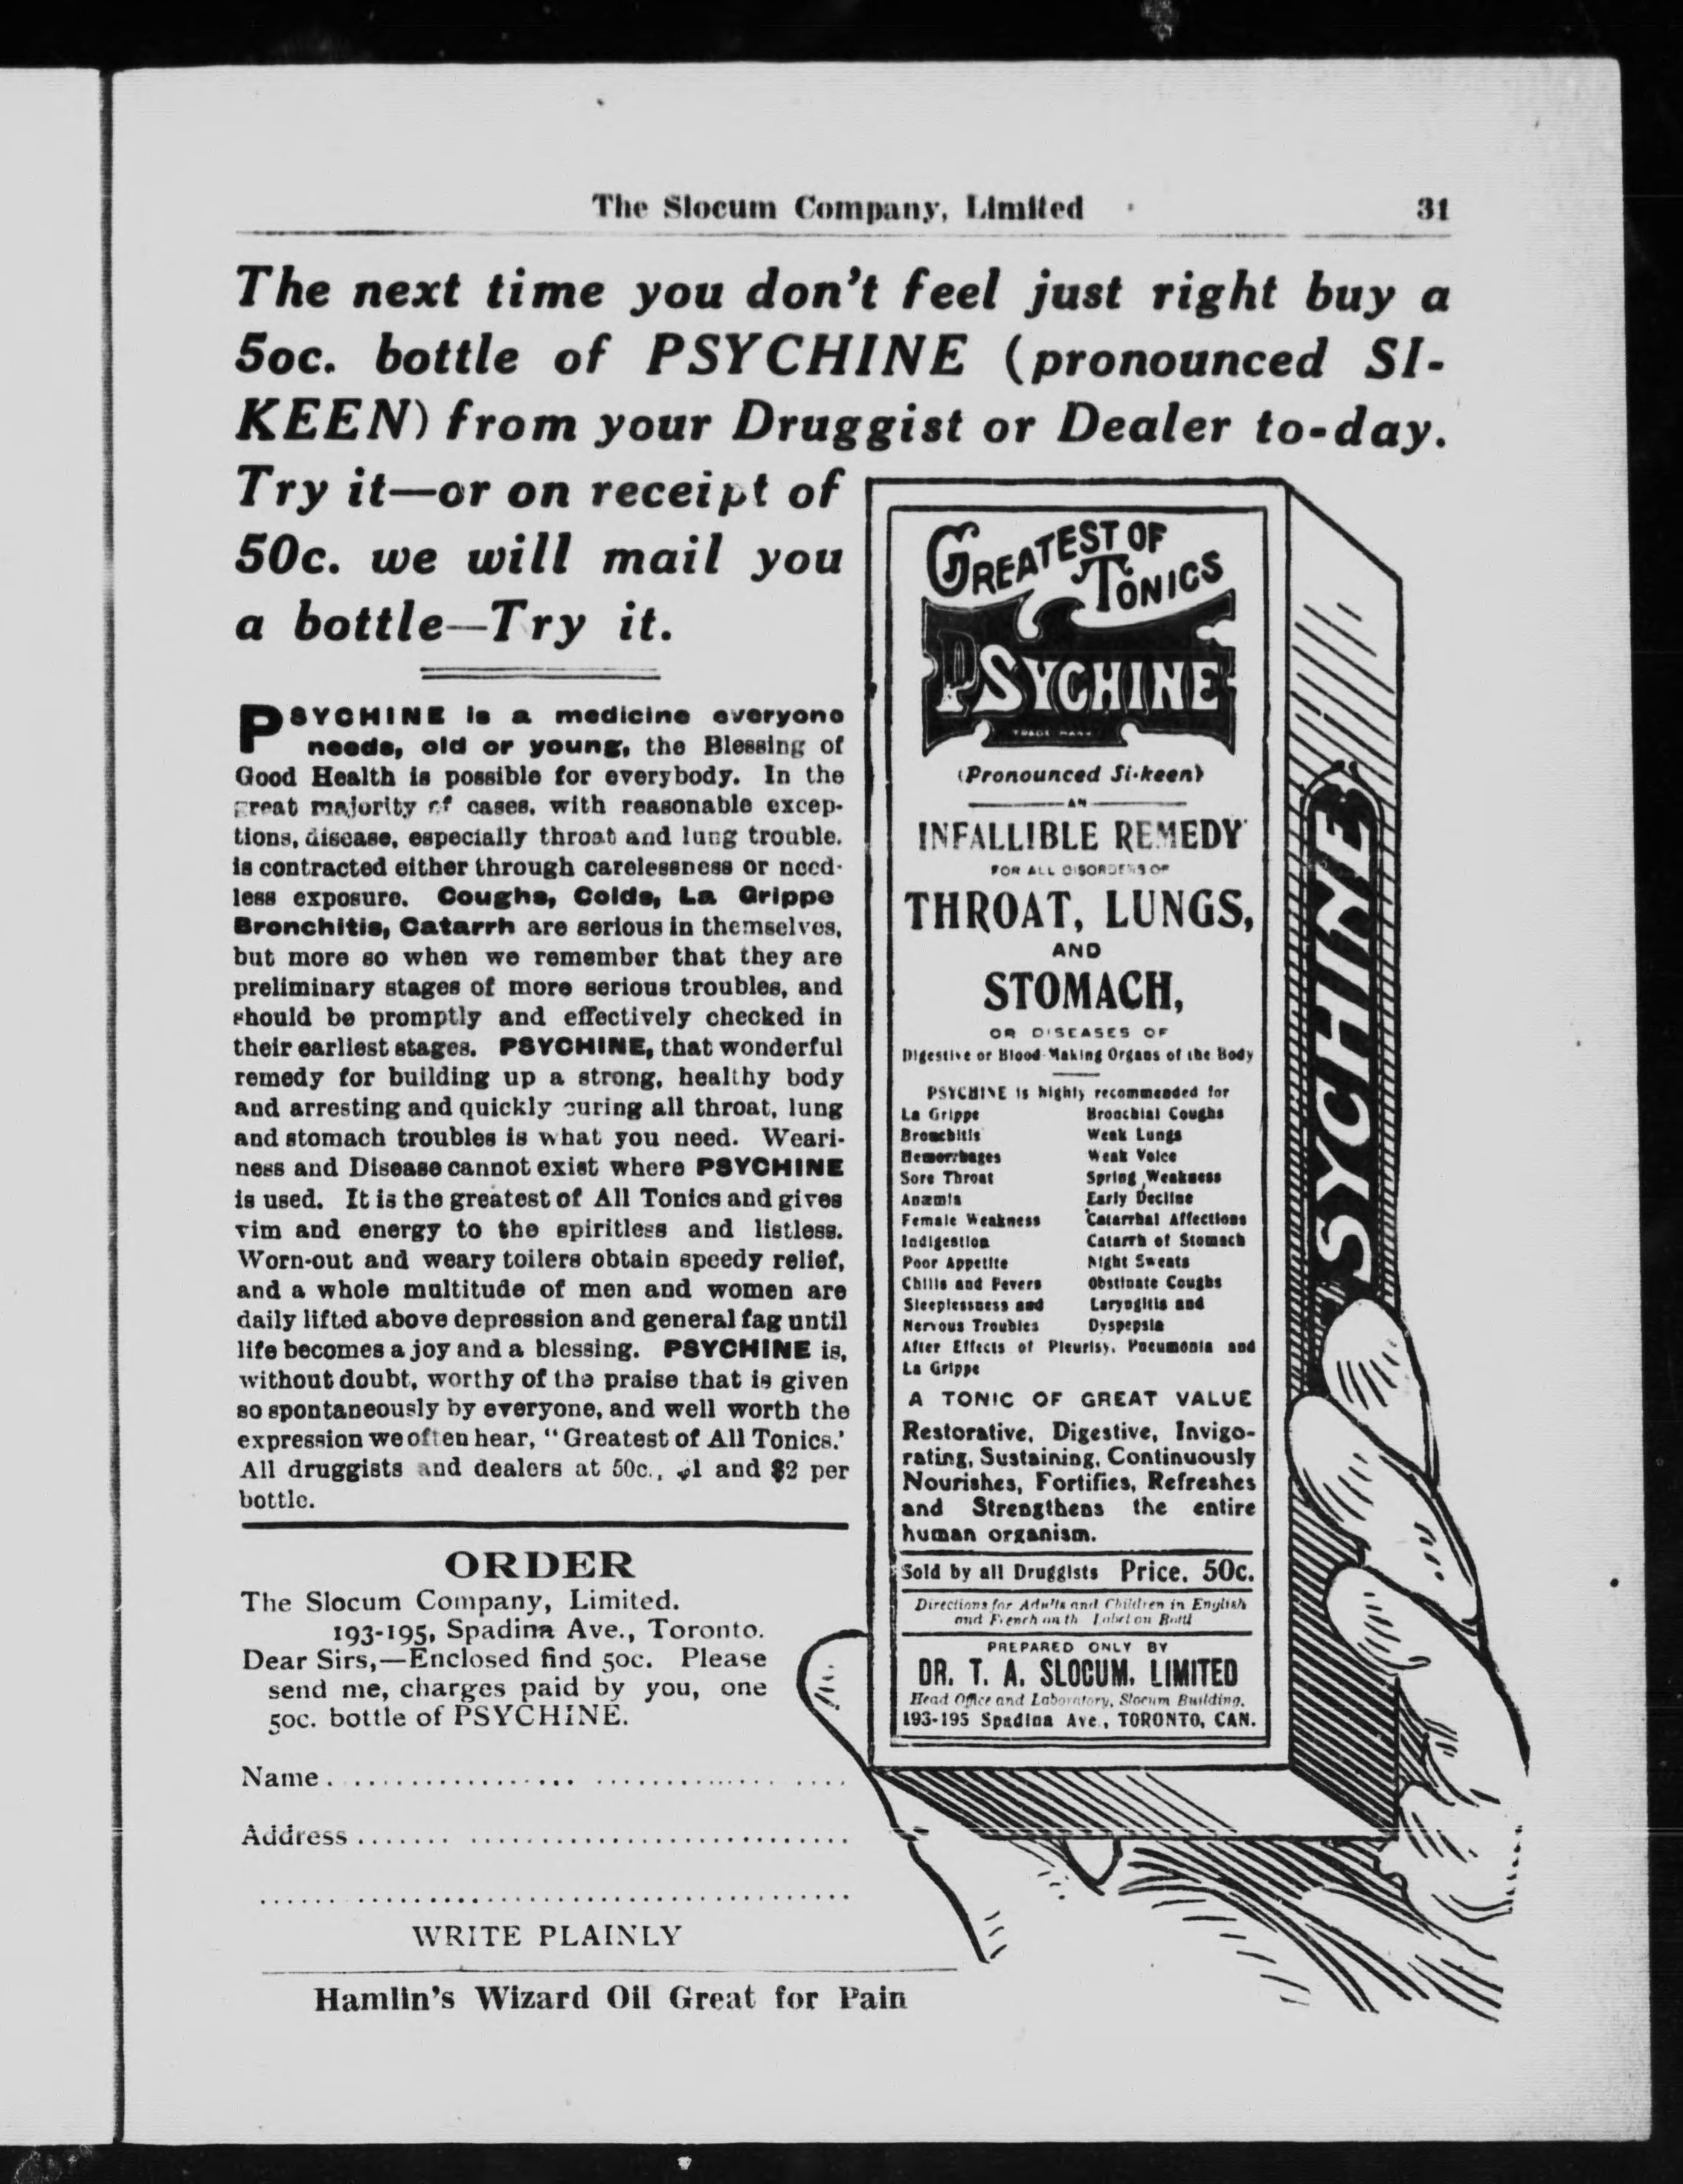 The Slocum Company, Limited
31
The next time you don't feel just right buy a
5oc. bottle of PSYCHINE (pronounced SI-
KEEN) from your Druggist or Dealer to-day.
Try it—or on receipt of
50c. we will mail you
a bottle—Try it.
PSYCHINE is a medicine everyone
needs, old or young, the Blessing of
Good Health is possible for everybody. In the
great majority of cases, with reasonable excep-
tions, disease, especially throat and lung trouble,
is contracted either through carelessness or need-
less exposure. Coughs, Colds, La Grippe
Bronchitis, Catarrh are serious in themselves,
but more so when we remember that they are
preliminary stages of more serious troubles, and
should be promptly and effectively checked in
their earliest stages. PSYCHINE, that wonderful
remedy for building up a strong, healthy body
and arresting and quickly curing all throat, lung
and stomach troubles is what you need. Weari-
ness and Disease cannot exist where PSYCHINE
is used. It is the greatest of All Tonics and gives
vim and energy to the spiritless and listless.
Worn-out and weary toilers obtain speedy relief,
and a whole multitude of men and women are
daily lifted above depression and general fag until
life becomes a joy and a blessing. PSYCHINE is,
without doubt, worthy of the praise that is given
so spontaneously by everyone, and well worth the
expression we often hear, "Greatest of All Tonics.'
All druggists and dealers at 50c., $1 and $2 per
bottle.
ORDER
The Slocum Company, Limited.
193-195, Spadina Ave., Toronto.
Dear Sirs,—Enclosed find 50c. Please
send me, charges paid by you, one
50c. bottle of PSYCHINE.
Name
Address
WRITE PLAINLY
Hamlin's Wizard Oil Great for Pain
GREATEST OF
TONICS
PSYCHINE
TRADE MARK
(Pronounced Si-keen)
AN
INFALLIBLE REMEDY
FOR ALL DISORDERS OF
THROAT, LUNGS,
AND
STOMACH,
OR DISEASES OF
Digestive or Blood-Making Organs of the Body
PSYCHINE is highly recommended for
La Grippe Bronchial Coughs
Bronchitis Weak Lungs
Hemorrhages Weak Voice
Sore Throat Spring Weakness
Anæmia Early Decline
Female Weakness Catarrhal Affections
Indigestion Catarrh of Stomach
Poor Appetite Night Sweats
Chills and Fevers Obstinate Coughs
Sleeplessness and Laryngitis and
Nervous Troubles Dyspepsia
After Effects of Pleurisy, Pneumonia and
La Grippe
A TONIC OF GREAT VALUE
Restorative, Digestive, Invigo-
rating, Sustaining, Continuously
Nourishes, Fortifies, Refreshes
and Strengthens the entire
human organism.
Sold by all Druggists Price, 50c.
Directions for Adults and Children in English
and French on th Label on Bottl
PREPARED ONLY BY
DR. T. A. SLOCUM, LIMITED
Head Office and Laboratory, Slocum Building,
193-195 Spadina Ave., TORONTO, CAN.
PSYCHINE